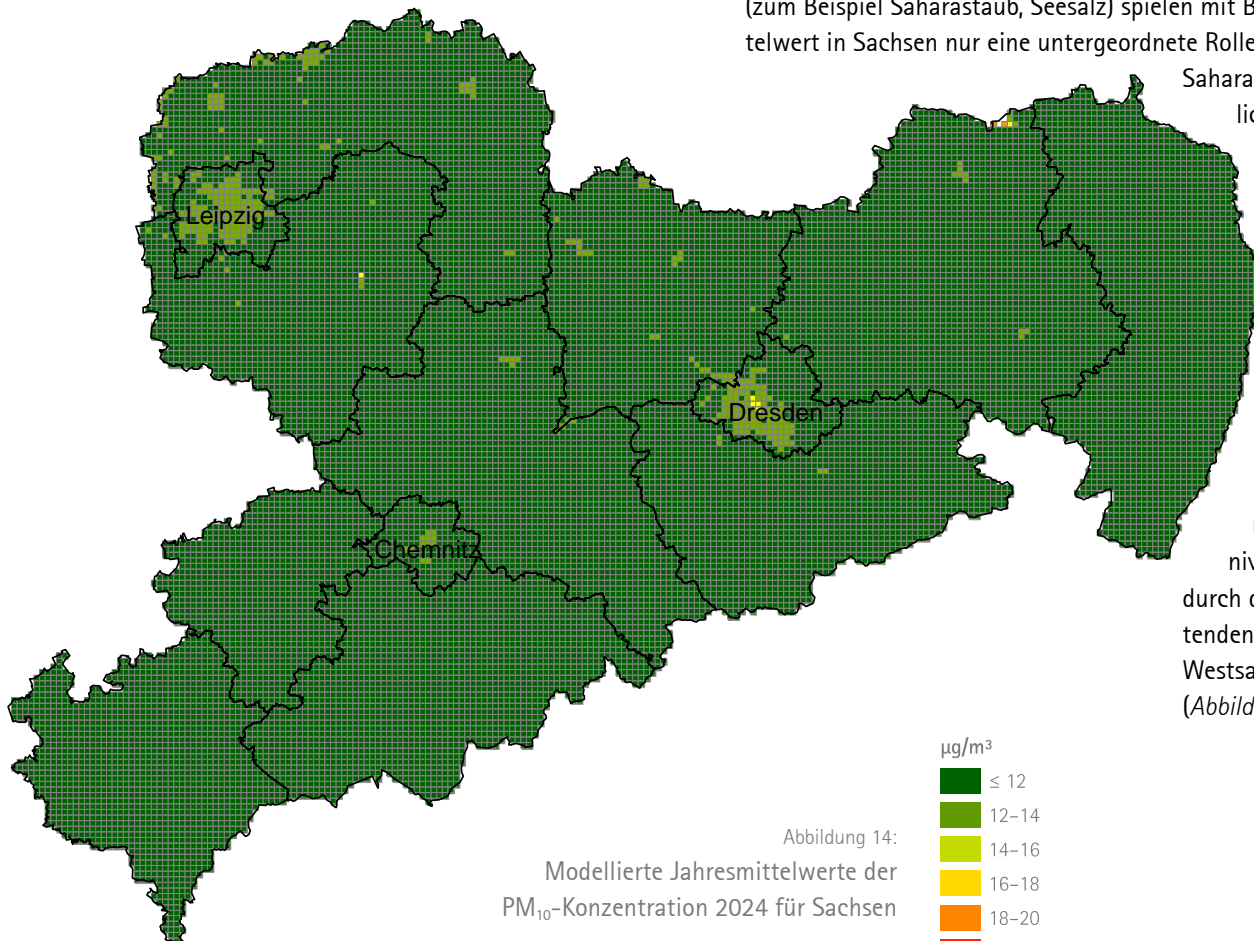 (zum Beispiel Saharastaub, Seesalz) spielen mit B
telwert in Sachsen nur eine untergeordnete Rolle
Sahara
lic
niv
durch d
tenden
Westsa
(Abbild
Leipzig
Dresden
Chemnitz
µg/m³
≤ 12
12–14
14–16
16–18
18–20
Abbildung 14:
Modellierte Jahresmittelwerte der
PM₁₀-Konzentration 2024 für Sachsen